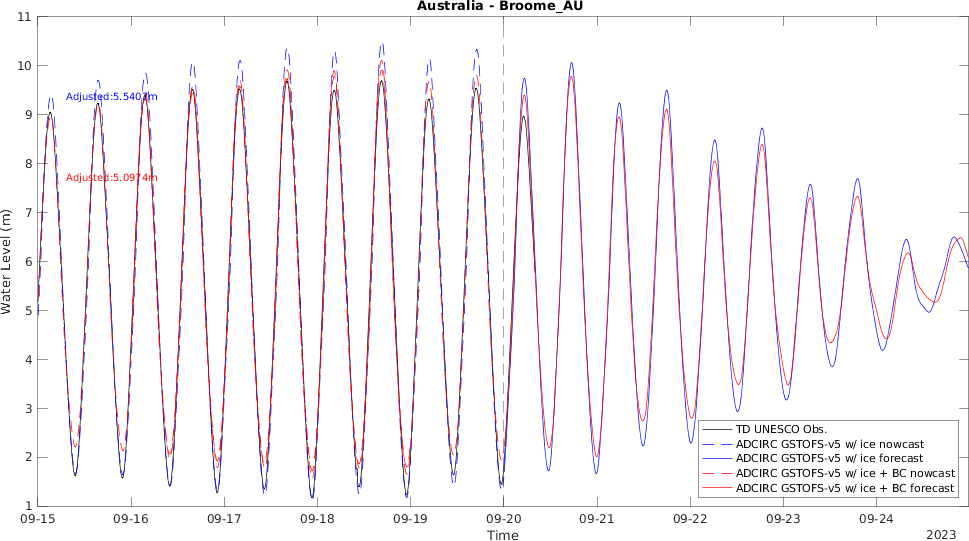 Australia - Broome_AU
Water Level (m)
11
10
9
8
7
6
5
4
3
2
1
Adjusted:5.5403m
Adjusted:5.0974m
TD UNESCO Obs.
ADCIRC GSTOFS-v5 w/ ice nowcast
ADCIRC GSTOFS-v5 w/ ice forecast
ADCIRC GSTOFS-v5 w/ ice + BC nowcast
ADCIRC GSTOFS-v5 w/ ice + BC forecast
09-15 09-16 09-17 09-18 09-19 09-20 09-21 09-22 09-23 09-24
Time
2023